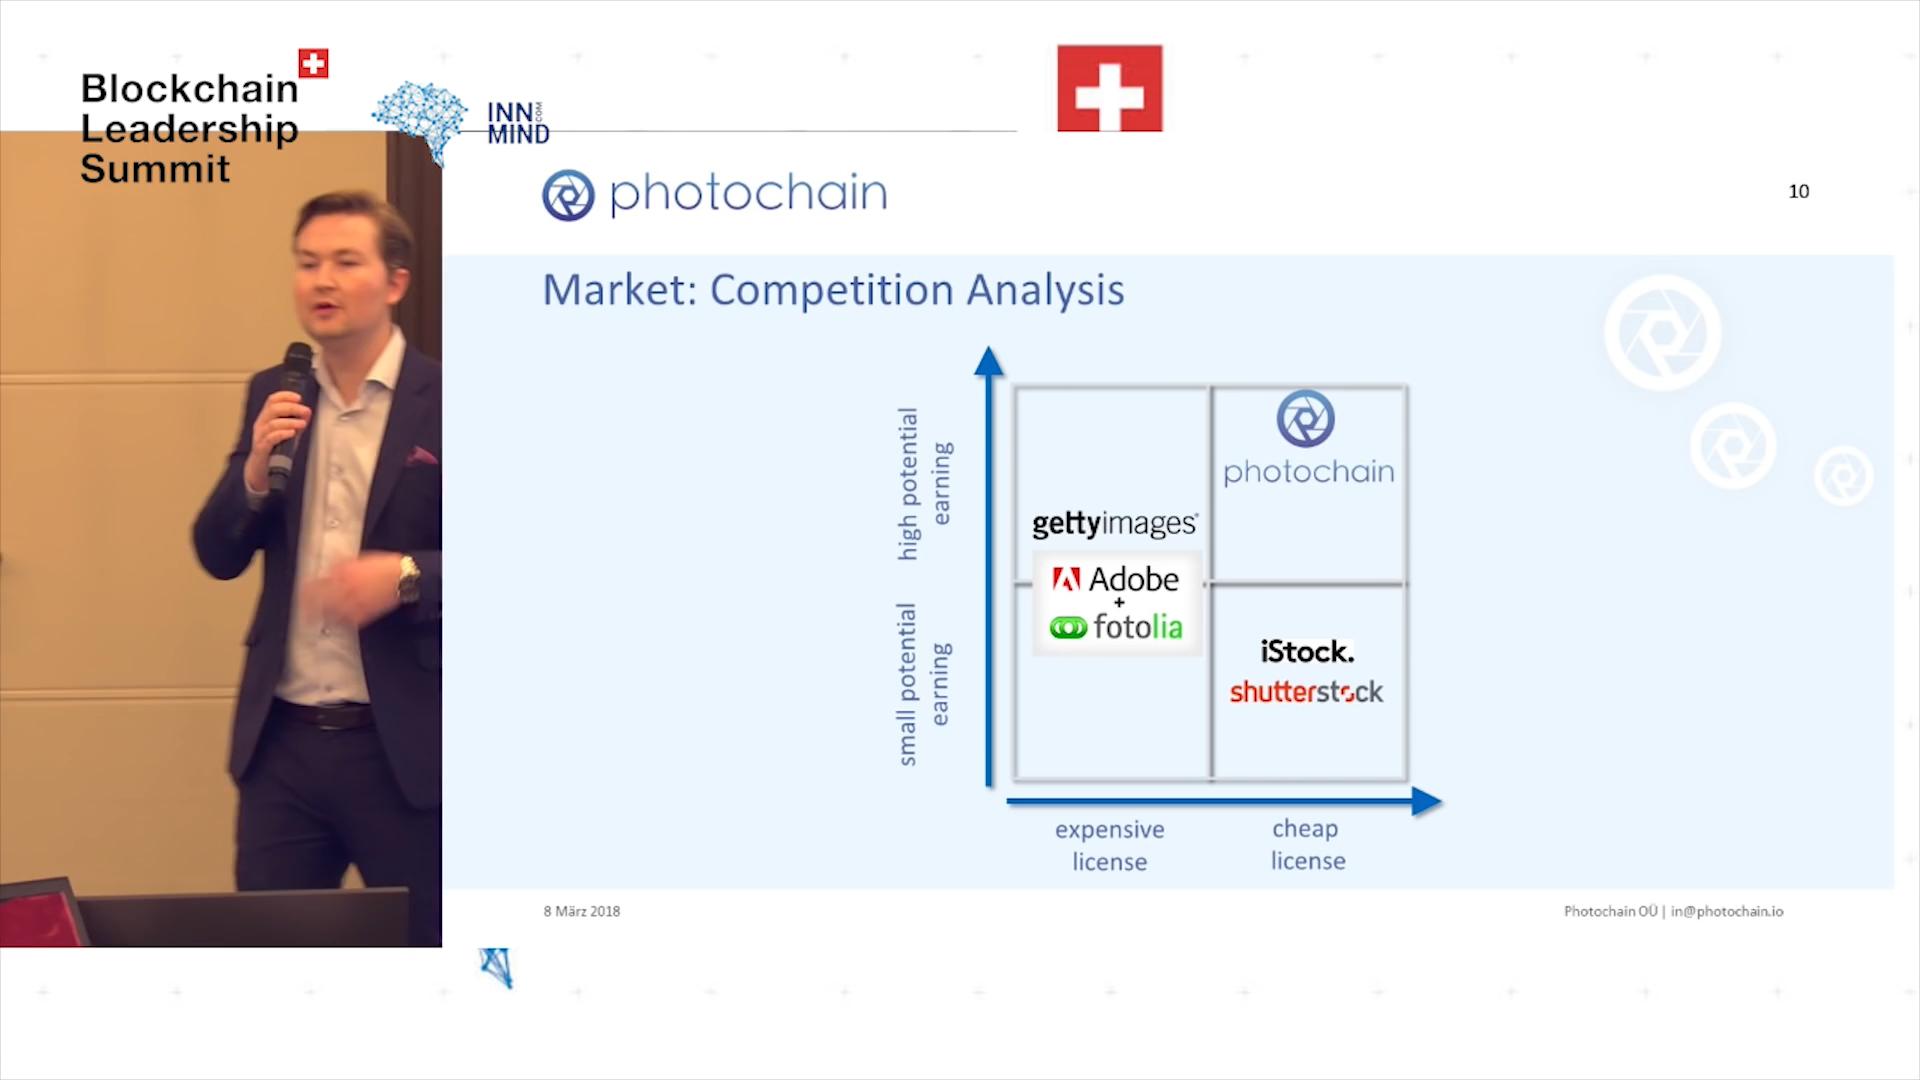 Blockchain
Leadership
Summit
INN
MIND
.COM
photochain
10
Market: Competition Analysis
high potential
earning
small potential
earning
photochain
gettyimages®
Adobe
+
fotolia
iStock.
shutterstock
expensive
license
cheap
license
8 März 2018
Photochain OÜ | in@photochain.io